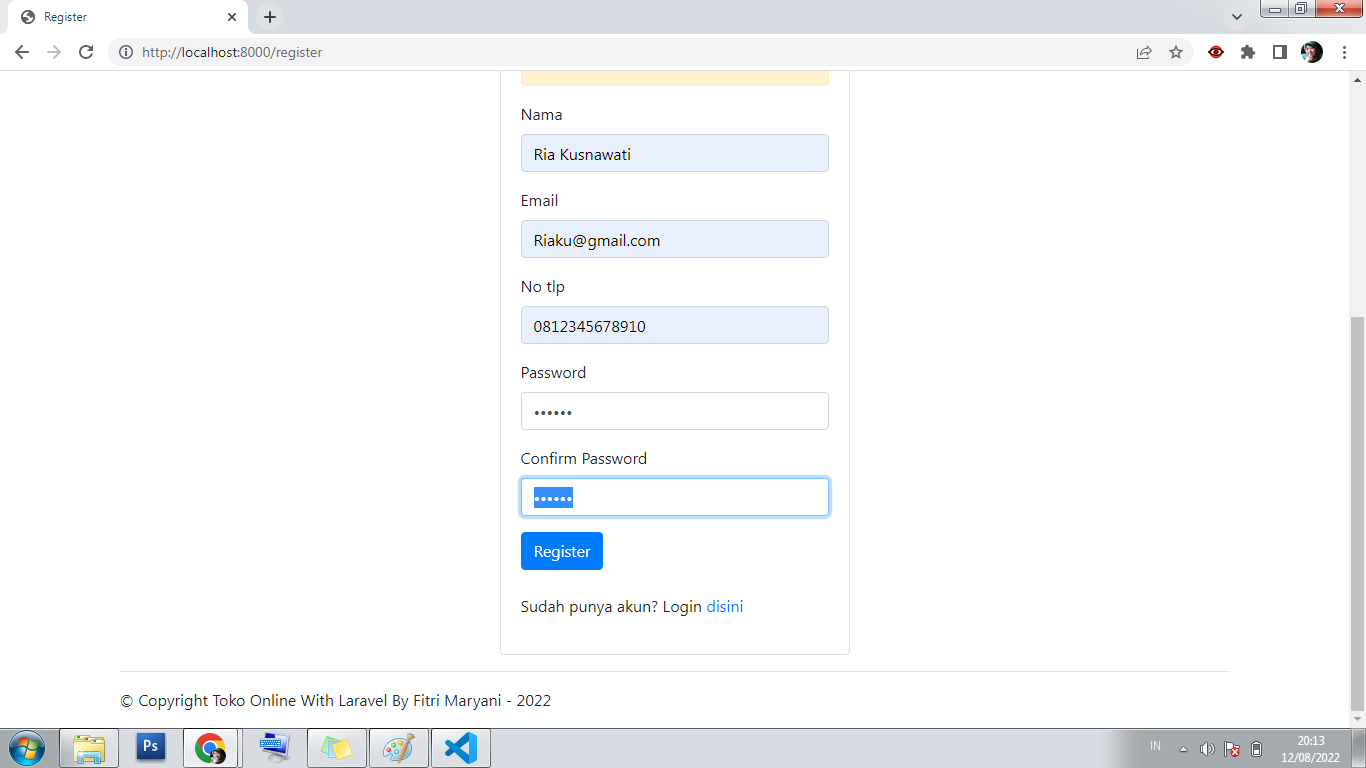 Register
http://localhost:8000/register
Nama
Ria Kusnawati
Email
Riaku@gmail.com
No tlp
0812345678910
Password
••••••
Confirm Password
••••••
Register
Sudah punya akun? Login disini
© Copyright Toko Online With Laravel By Fitri Maryani - 2022
Ps
IN
20:13
12/08/2022